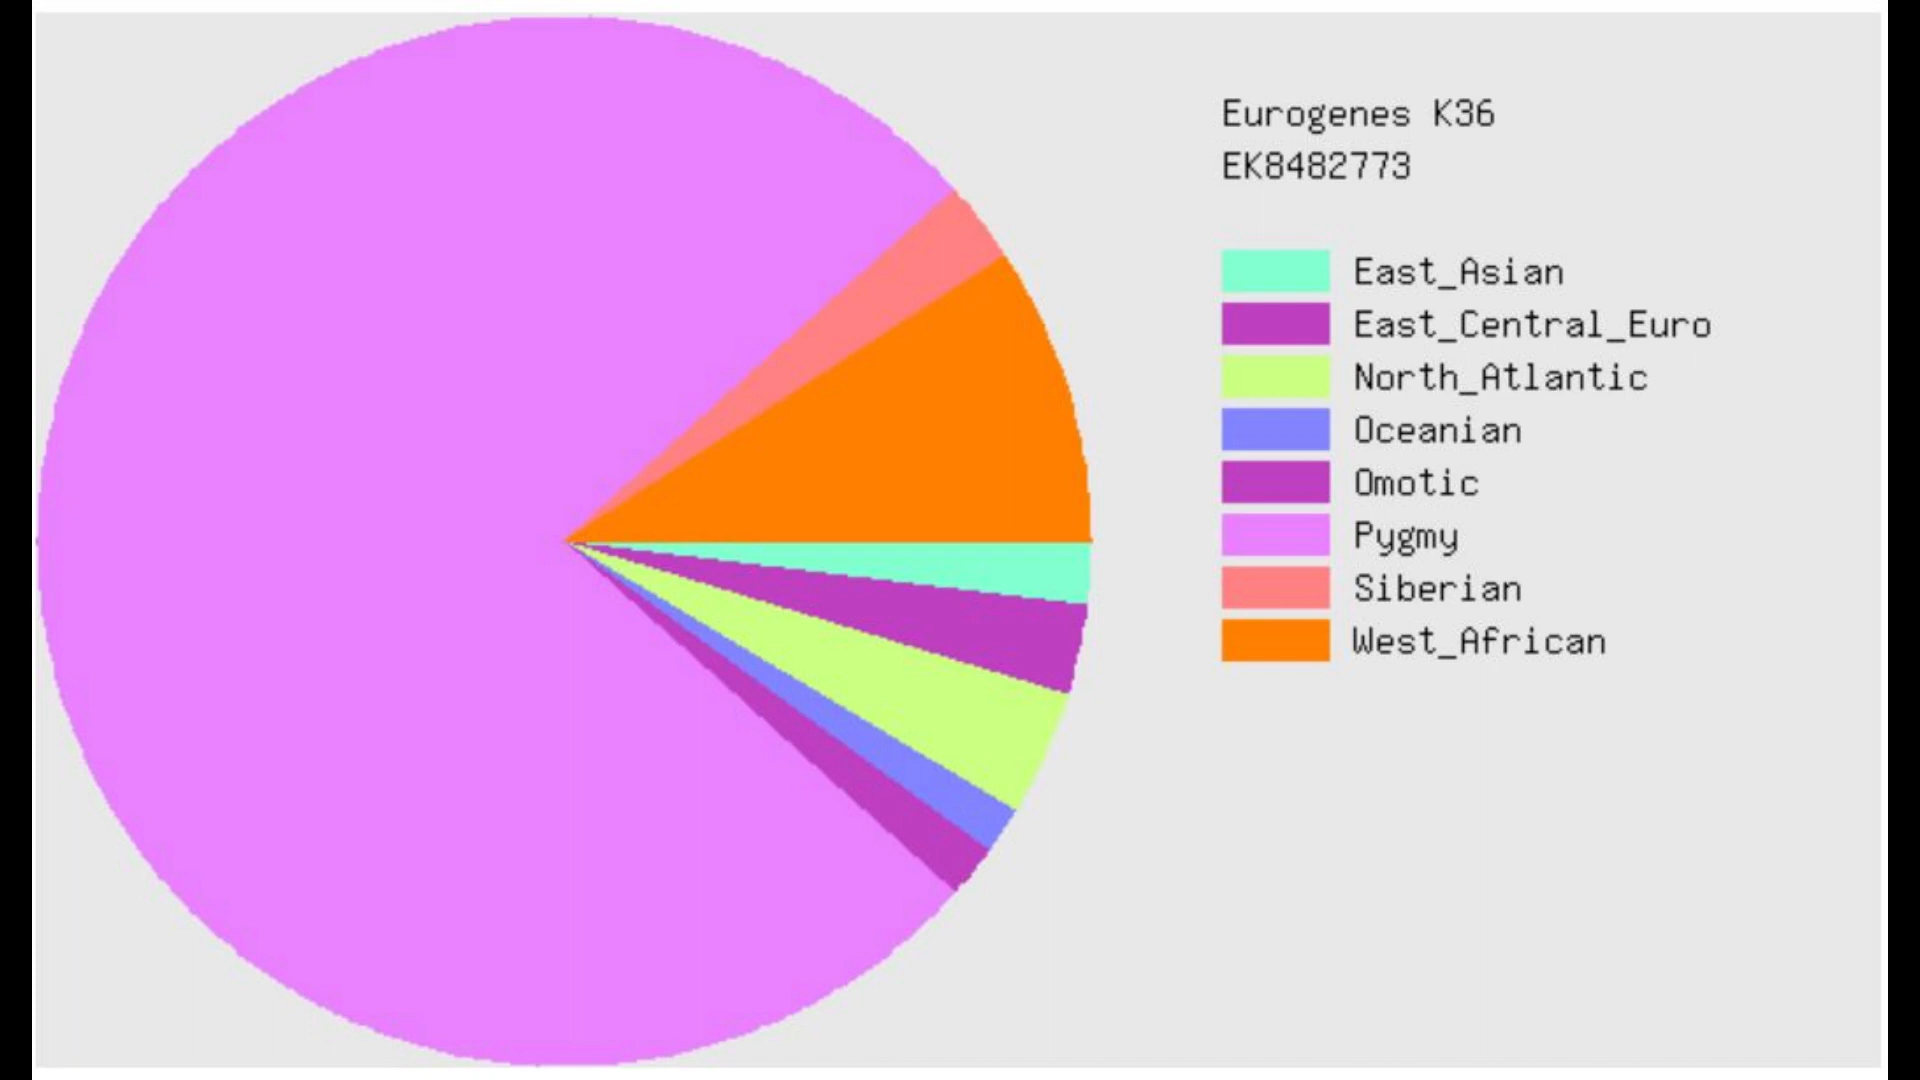 Eurogenes K36
EK8482773
East_Asian
East_Central_Euro
North_Atlantic
Oceanian
Omotic
Pygmy
Siberian
West_African